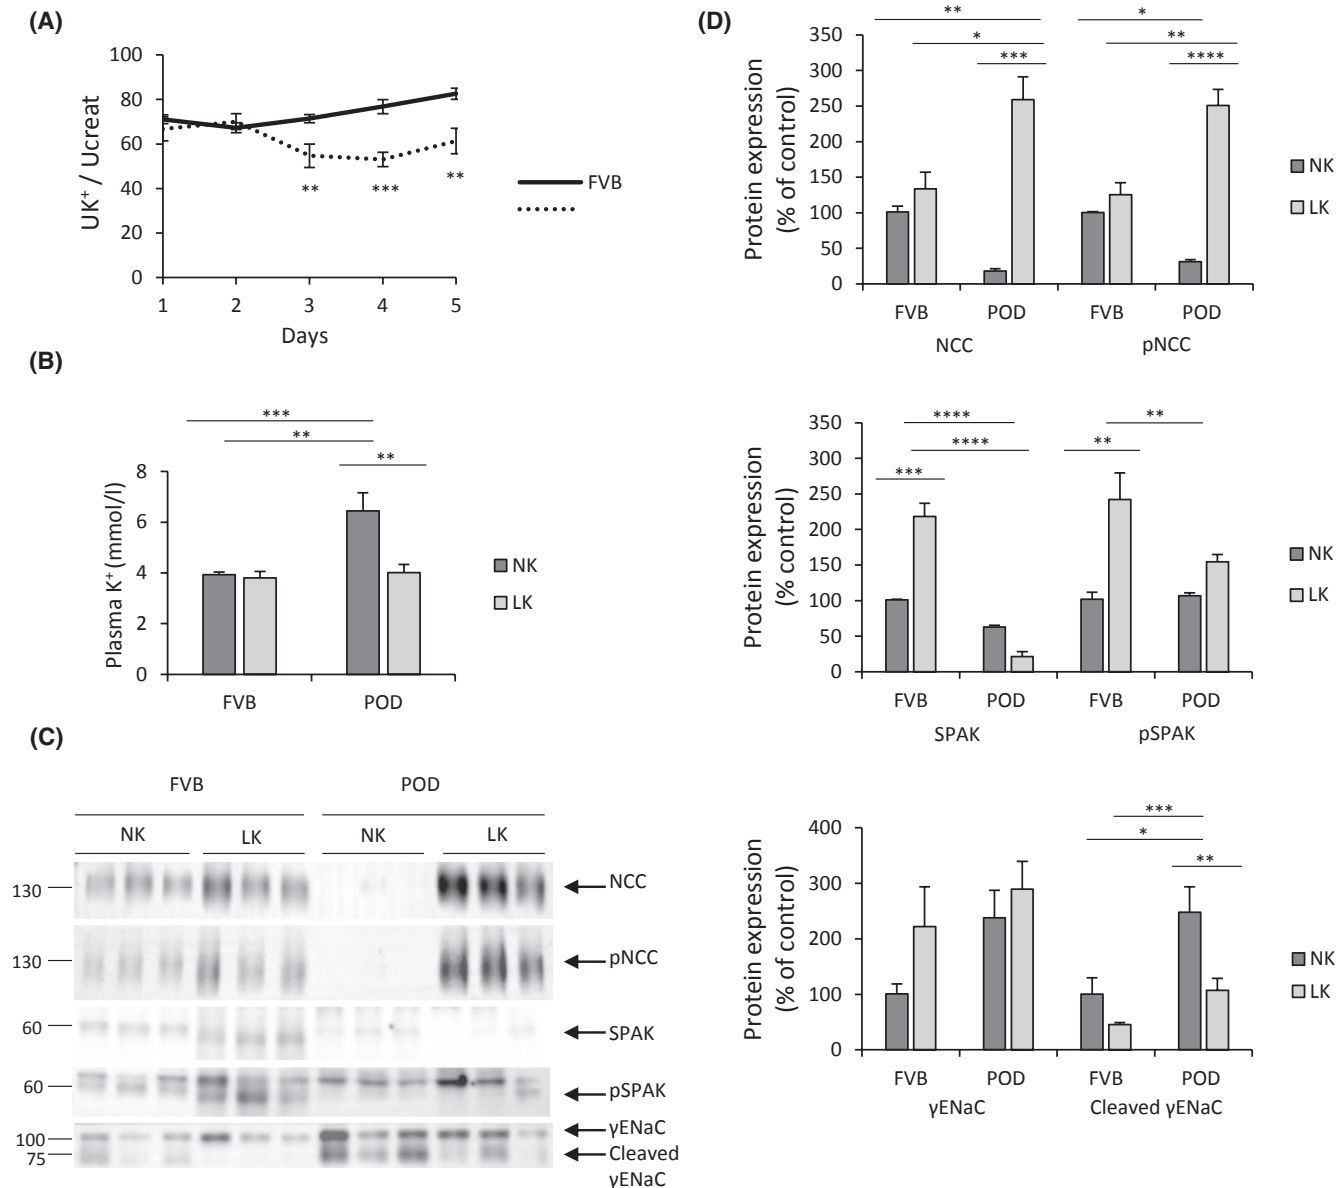 (A)
100
80
60
40
20
0
UK+ / Ucreat
** *** **
1 2 3 4 5
Days
FVB
(B)
***
**
**
8
6
4
2
0
Plasma K+ (mmol/l)
FVB POD
NK
LK
(C)
FVB POD
NK LK NK LK
130 NCC
130 pNCC
60 SPAK
60 pSPAK
100 γENaC
75 Cleaved
γENaC
(D)
** *
* **
*** ****
350
300
250
200
150
100
50
0
Protein expression
(% of control)
FVB POD FVB POD
NCC pNCC
NK
LK
**** **
**** **
***
350
300
250
200
150
100
50
0
Protein expression
(% control)
FVB POD FVB POD
SPAK pSPAK
NK
LK
***
*
**
400
300
200
100
0
Protein expression
(% of control)
FVB POD FVB POD
γENaC Cleaved γENaC
NK
LK